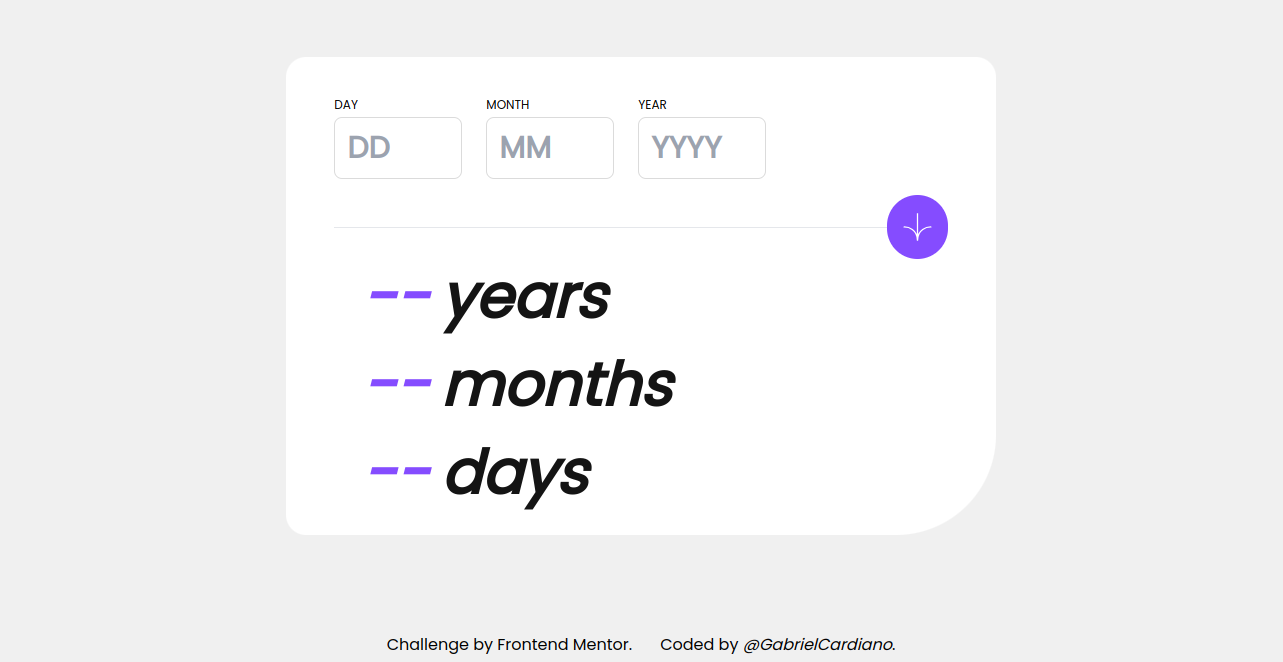 DAY MONTH YEAR
DD MM YYYY
-- years
-- months
-- days
Challenge by Frontend Mentor. Coded by @GabrielCardiano.